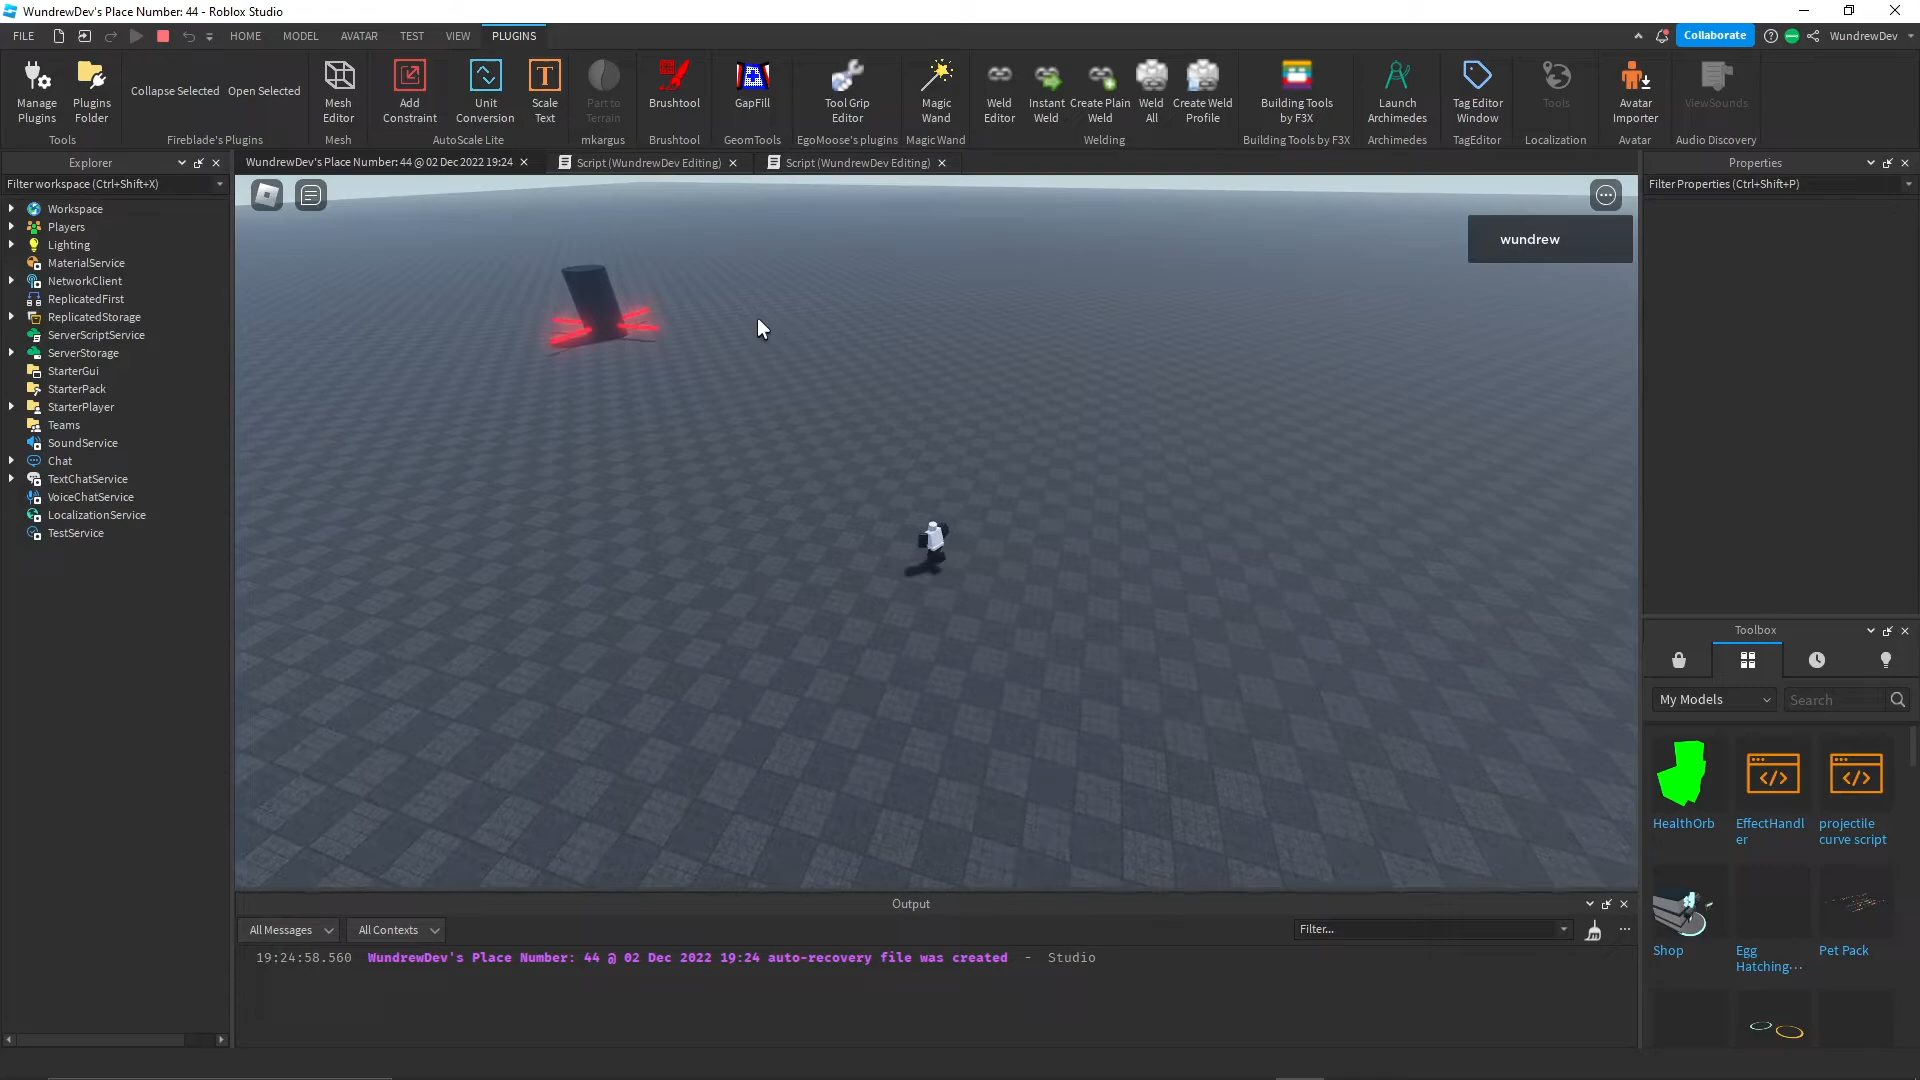 WundrewDev's Place Number: 44 - Roblox Studio
FILE HOME MODEL AVATAR TEST VIEW PLUGINS Collaborate WundrewDev
Manage Plugins
Plugins Folder
Tools
Collapse Selected Open Selected
Fireblade's Plugins
Mesh Editor
Mesh
Add Constraint
Unit Conversion
Scale Text
AutoScale Lite
Part to Terrain
mkargus
Brushtool
Brushtool
GapFill
GeomTools
Tool Grip Editor
EgoMoose's plugins
Magic Wand
MagicWand
Weld Editor
Instant Weld
Create Plain Weld
Weld All
Create Weld Profile
Welding
Building Tools by F3X
Building Tools by F3X
Launch Archimedes
Archimedes
Tag Editor Window
TagEditor
Tools
Localization
Avatar Importer
Avatar
ViewSounds
Audio Discovery
Explorer
Filter workspace (Ctrl+Shift+X)
Workspace
Players
Lighting
MaterialService
NetworkClient
ReplicatedFirst
ReplicatedStorage
ServerScriptService
ServerStorage
StarterGui
StarterPack
StarterPlayer
Teams
SoundService
Chat
TextChatService
VoiceChatService
LocalizationService
TestService
WundrewDev's Place Number: 44 @ 02 Dec 2022 19:24 Script (WundrewDev Editing) Script (WundrewDev Editing)
wundrew
Output
All Messages All Contexts Filter...
19:24:58.560 WundrewDev's Place Number: 44 @ 02 Dec 2022 19:24 auto-recovery file was created - Studio
Properties
Filter Properties (Ctrl+Shift+P)
Toolbox
My Models Search
HealthOrb
EffectHandl
er
projectile
curve script
Shop
Egg
Hatching...
Pet Pack